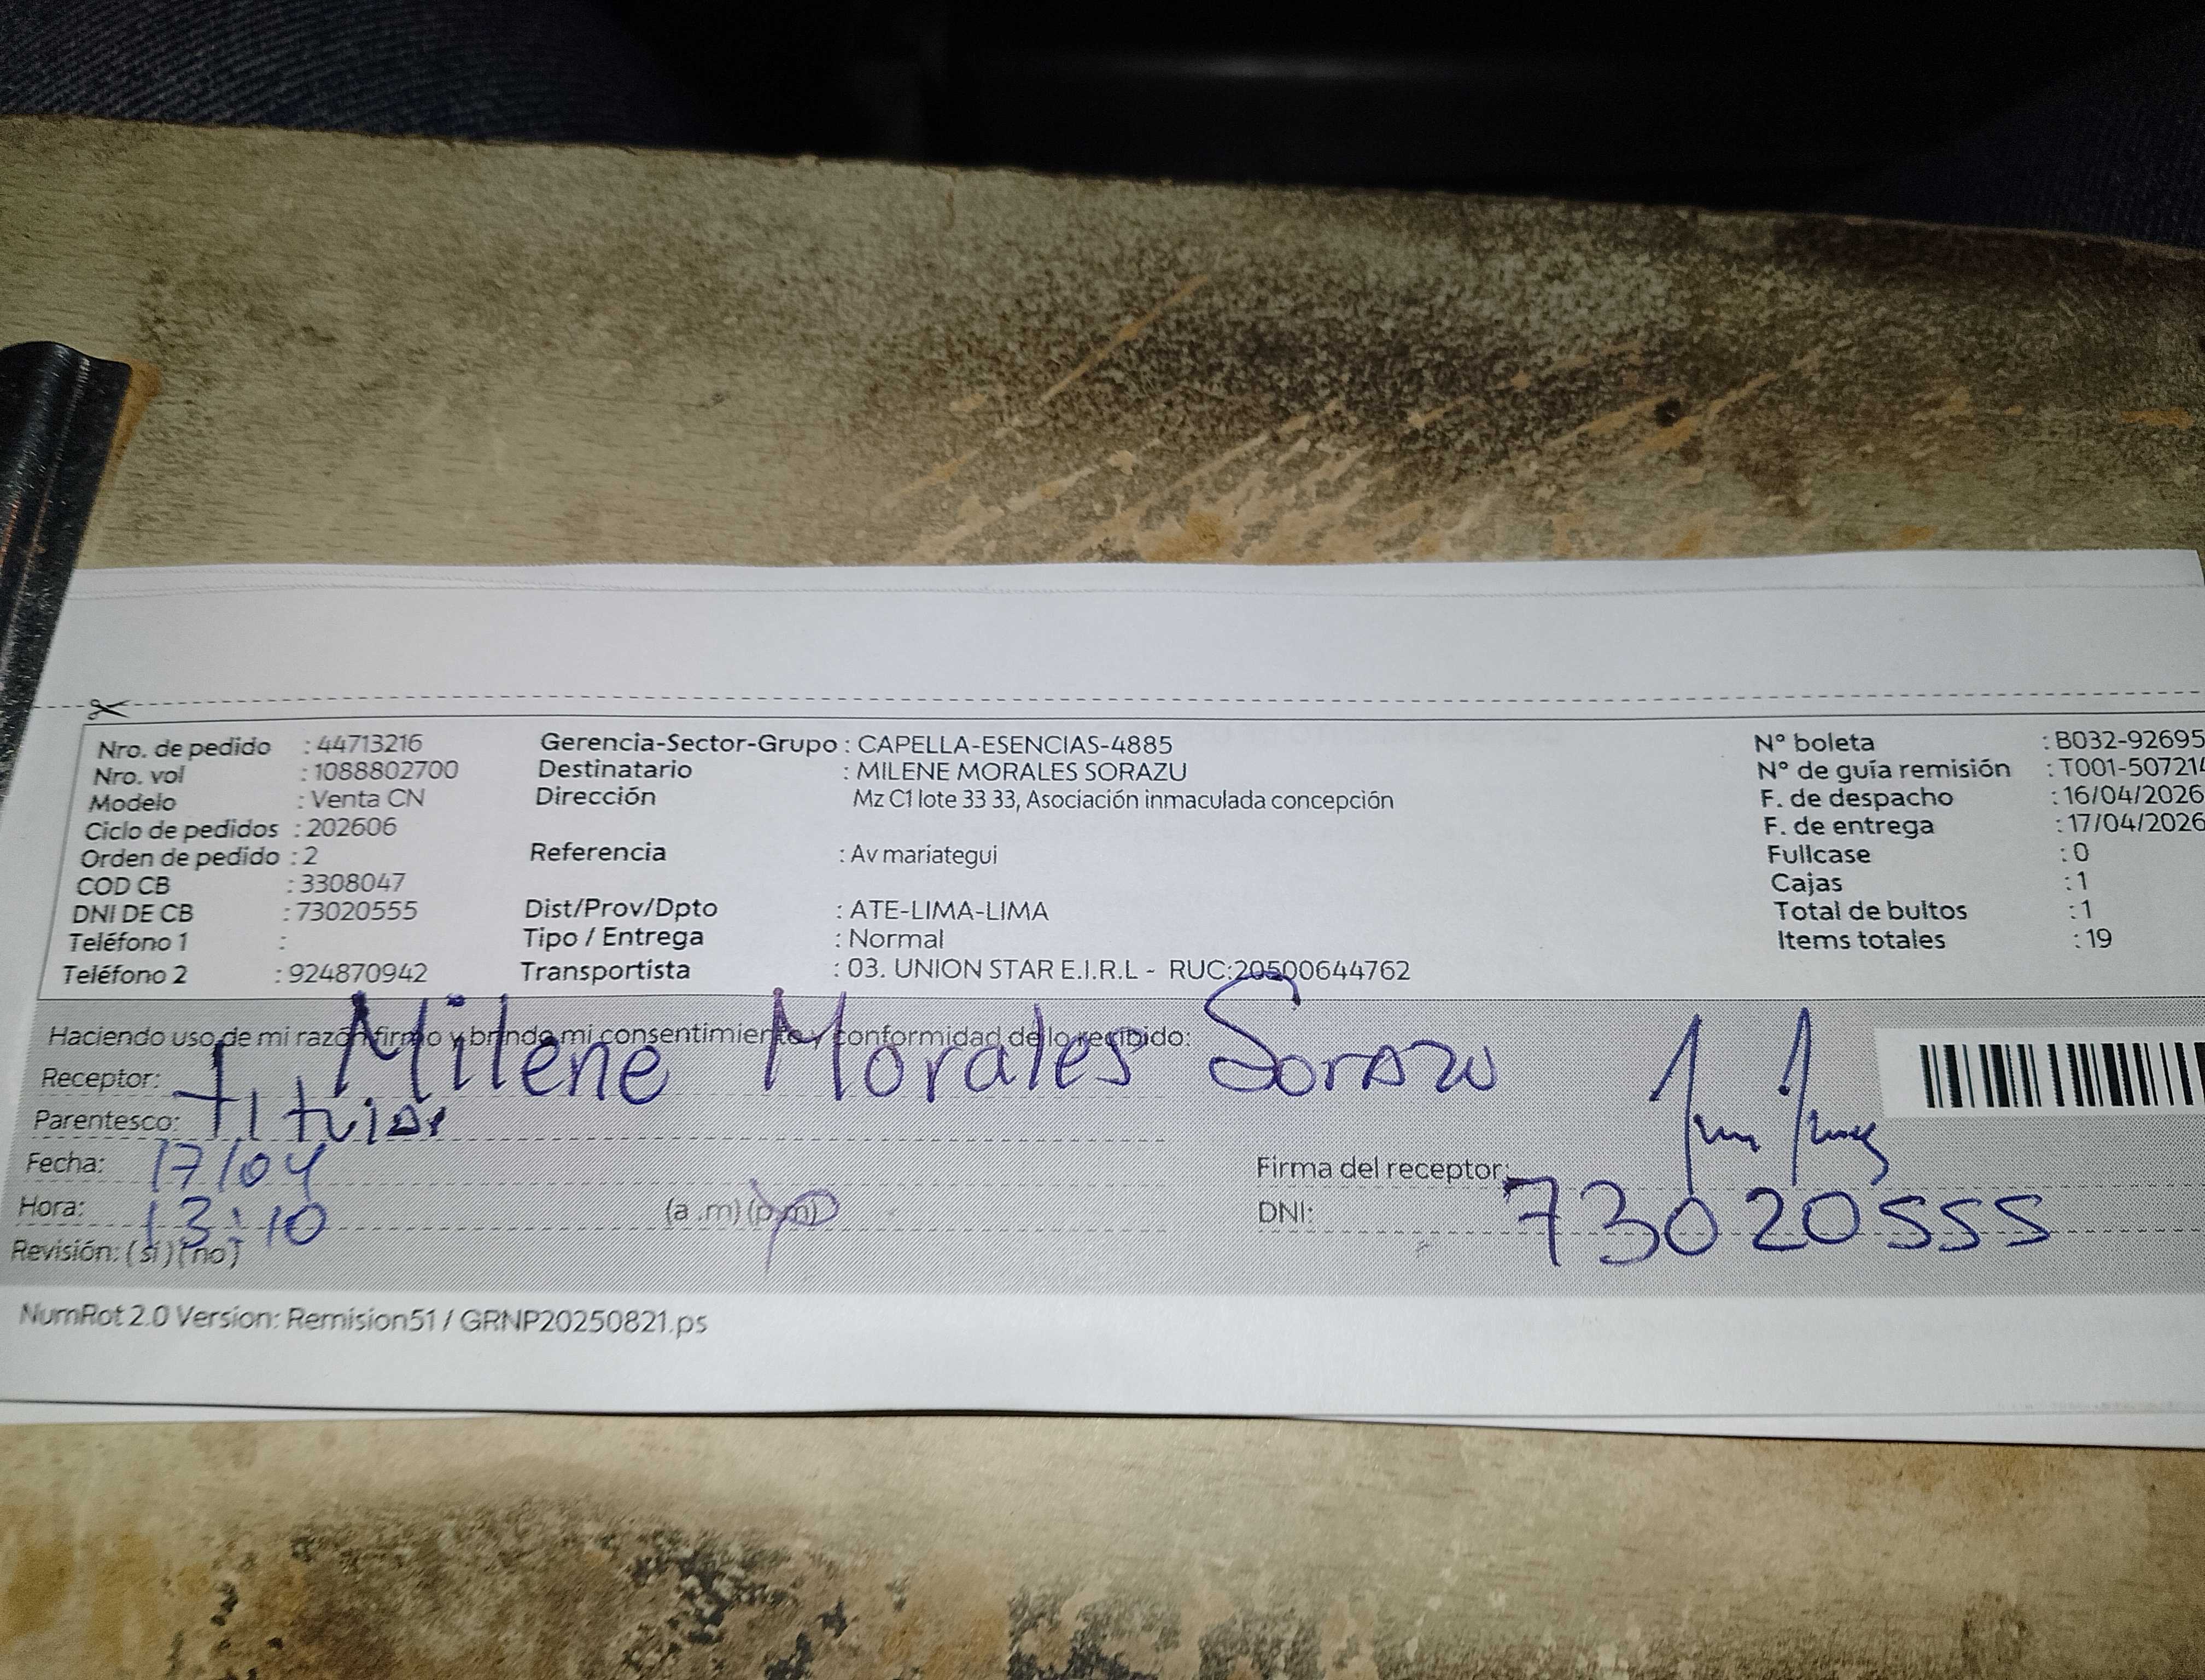 Nro. de pedido : 44713216 Gerencia-Sector-Grupo : CAPELLA-ESENCIAS-4885 N° boleta : B032-92695
Nro. vol : 1088802700 Destinatario : MILENE MORALES SORAZU N° de guía remisión : T001-507214
Modelo : Venta CN Dirección Mz C1 lote 33 33, Asociación inmaculada concepción F. de despacho : 16/04/2026
Ciclo de pedidos : 202606 F. de entrega : 17/04/2026
Orden de pedido : 2 Referencia : Av mariategui Fullcase : 0
COD CB : 3308047 Cajas : 1
DNI DE CB : 73020555 Dist/Prov/Dpto : ATE-LIMA-LIMA Total de bultos : 1
Teléfono 1 : Tipo / Entrega : Normal Items totales : 19
Teléfono 2 : 924870942 Transportista : 03. UNION STAR E.I.R.L - RUC:20500644762
Haciendo uso de mi razón firmo y brindo mi consentimiento y conformidad de lo recibido:
Receptor: Milene Morales Sorazu
Parentesco: Titular
Fecha: 17/04 Firma del receptor:
Hora: 13:10 (a .m) (p.m) DNI: 73020555
Revisión: (si) (no)
NumRot 2.0 Version: Remision51 / GRNP20250821.ps